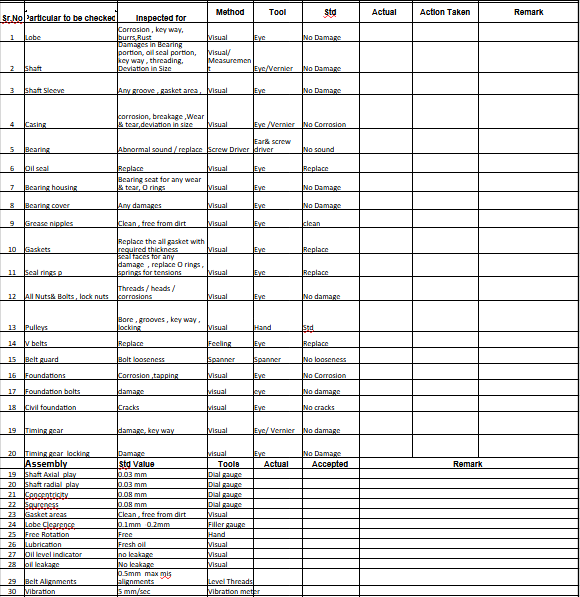 Sr.No Particular to be checked Inspected for Method Tool Std Actual Action Taken Remark
1 Lobe Corrosion , key way, burrs,Rust Visual Eye No Damage
2 Shaft Damages in Bearing portion, oil seal portion, key way , threading, Deviation in Size Visual/ Measuremen t Eye/Vernier No Damage
3 Shaft Sleeve Any groove , gasket area , Visual Eye No Damage
4 Casing corrosion, breakage ,Wear & tear,deviation in size Visual Eye /Vernier No Corrosion
5 Bearing Abnormal sound / replace Screw Driver Ear& screw driver No sound
6 Oil seal Replace Visual Eye Replace
7 Bearing housing Bearing seat for any wear & tear, O rings Visual Eye No Damage
8 Bearing cover Any damages Visual Eye No Damage
9 Grease nipples Clean , free from dirt Visual Eye clean
10 Gaskets Replace the all gasket with required thickness Visual Eye Replace
11 Seal rings p seal faces for any damage , replace O rings , springs for tensions Visual Eye Replace
12 All Nuts& Bolts , lock nuts Threads / heads / corrosions Visual Eye No damage
13 Pulleys Bore , grooves , key way , locking Visual Hand Std
14 V belts Replace Feeling Eye Replace
15 Belt guard Bolt looseness Spanner Spanner No looseness
16 Foundations Corrosion ,tapping Visual Eye No Corrosion
17 Foundation bolts damage visual eye No damage
18 Civil foundation Cracks visual Eye No cracks
19 Timing gear damage, key way Visual Eye/ Vernier No damage
20 Timing gear locking Damage visual Eye No Damage
Assembly Std Value Tools Actual Accepted Remark
19 Shaft Axial play 0.03 mm Dial gauge
20 Shaft radial play 0.03 mm Dial gauge
21 Concentricity 0.08 mm Dial gauge
22 Squreness 0.08 mm Dial gauge
23 Gasket areas Clean , free from dirt Visual
24 Lobe Clearence 0.1mm 0.2mm Filler gauge
25 Free Rotation Free Hand
26 Lubrication Fresh oil Visual
27 Oil level indicator no leakage Visual
28 oil leakage No leakage Visual
29 Belt Alignments 0.5mm max mis alignments Level Threads
30 Vibration 5 mm/sec Vibration meter